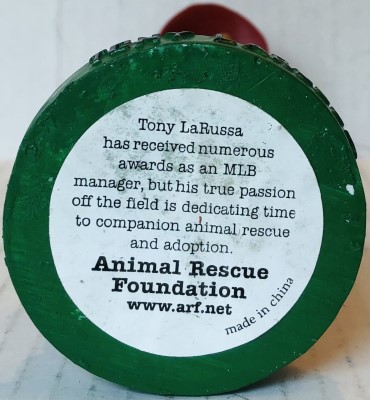 Tony LaRussa
has received numerous
awards as an MLB
manager, but his true passion
off the field is dedicating time
to companion animal rescue
and adoption.
Animal Rescue
Foundation
www.arf.net
made in china